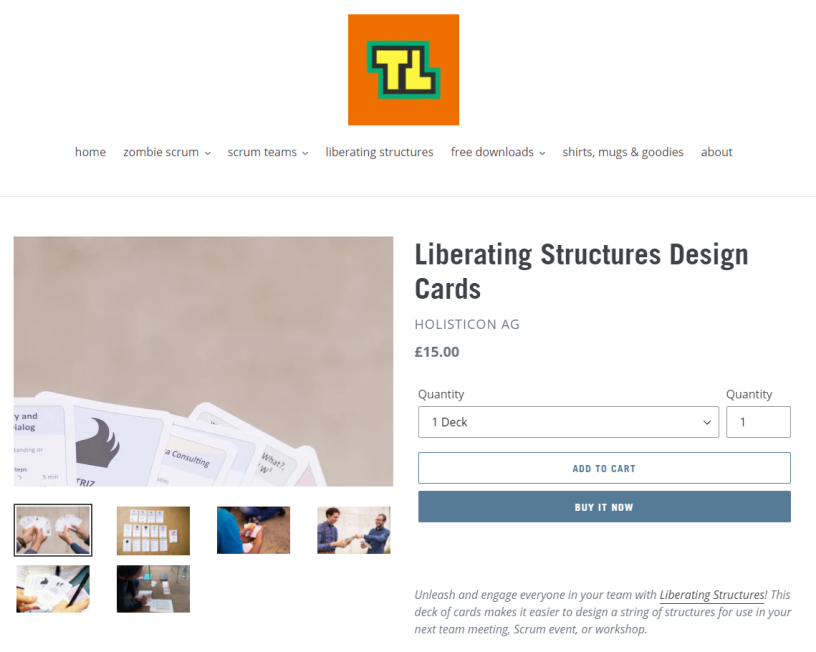 TL
home zombie scrum scrum teams liberating structures free downloads shirts, mugs & goodies about
Liberating Structures Design
Cards
HOLISTICON AG
£15.00
Quantity Quantity
1 Deck 1
ADD TO CART
BUY IT NOW
y and
ialog
tanding or
teps
5 min
TRIZ
a Consulting
What?,
W³
Unleash and engage everyone in your team with Liberating Structures! This
deck of cards makes it easier to design a string of structures for use in your
next team meeting, Scrum event, or workshop.